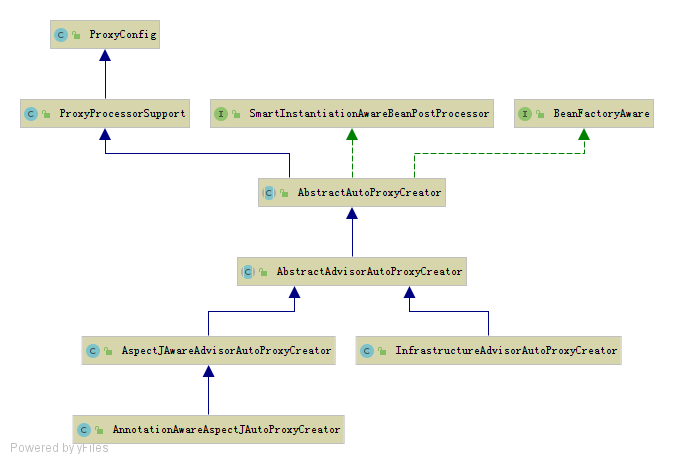 C ProxyConfig
C ProxyProcessorSupport
I SmartInstantiationAwareBeanPostProcessor
I BeanFactoryAware
C AbstractAutoProxyCreator
C AbstractAdvisorAutoProxyCreator
C AspectJAwareAdvisorAutoProxyCreator
C InfrastructureAdvisorAutoProxyCreator
C AnnotationAwareAspectJAutoProxyCreator
Powered by yFiles